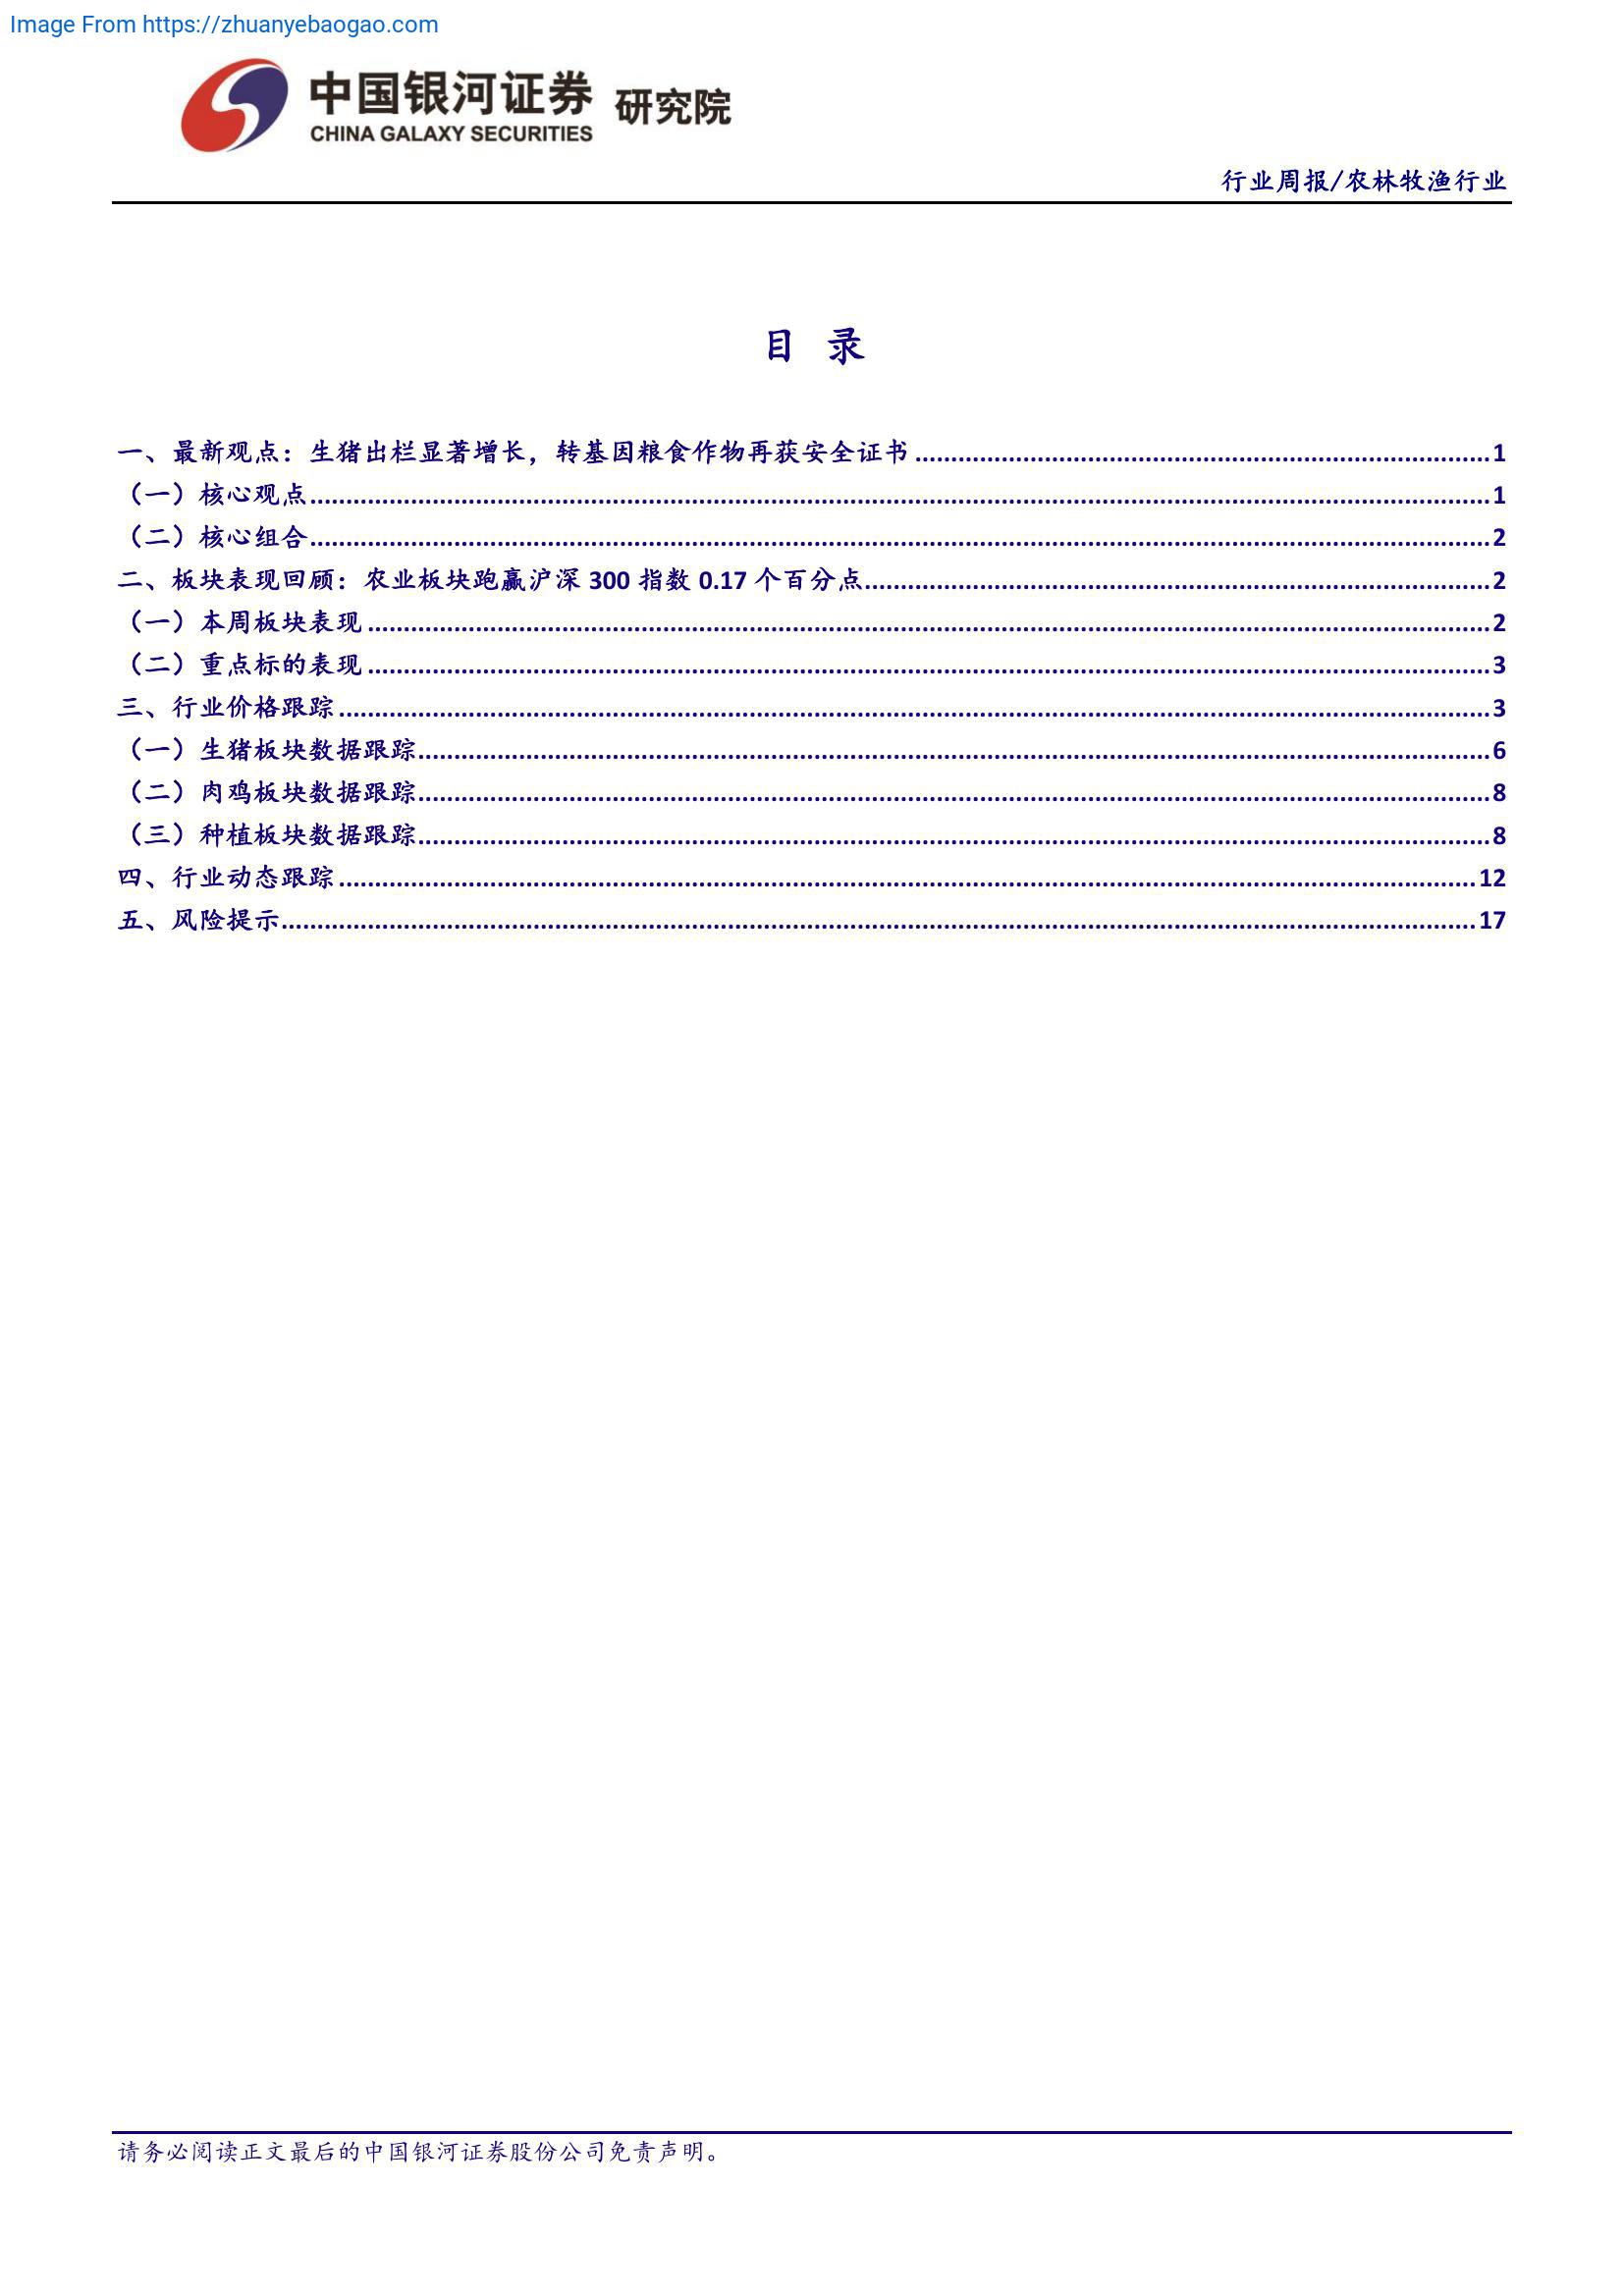 Image From https://zhuanyebaogao.com
中国银河证券 研究院
CHINA GALAXY SECURITIES
行业周报/农林牧渔行业
目 录
一、最新观点：生猪出栏显著增长，转基因粮食作物再获安全证书 1
（一）核心观点 1
（二）核心组合 2
二、板块表现回顾：农业板块跑赢沪深 300 指数 0.17 个百分点 2
（一）本周板块表现 2
（二）重点标的表现 3
三、行业价格跟踪 3
（一）生猪板块数据跟踪 6
（二）肉鸡板块数据跟踪 8
（三）种植板块数据跟踪 8
四、行业动态跟踪 12
五、风险提示 17
请务必阅读正文最后的中国银河证券股份公司免责声明。